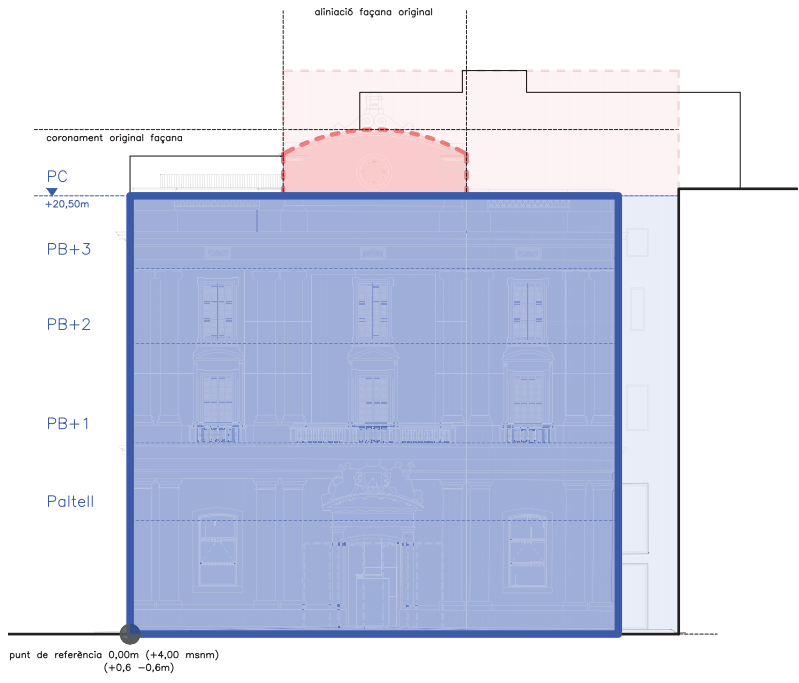 aliniació façana original
coronament original façana
PC
+20,50m
PB+3
PB+2
PB+1
Paltell
punt de referència 0,00m (+4,00 msnm)
(+0,6 -0,6m)